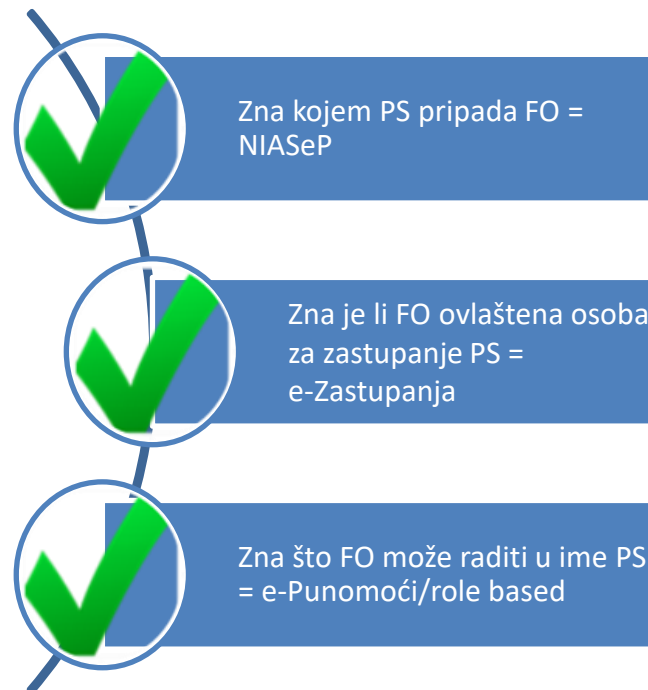 Zna kojem PS pripada FO =
NIASeP
Zna je li FO ovlaštena osoba
za zastupanje PS =
e-Zastupanja
Zna što FO može raditi u ime PS
= e-Punomoći/role based